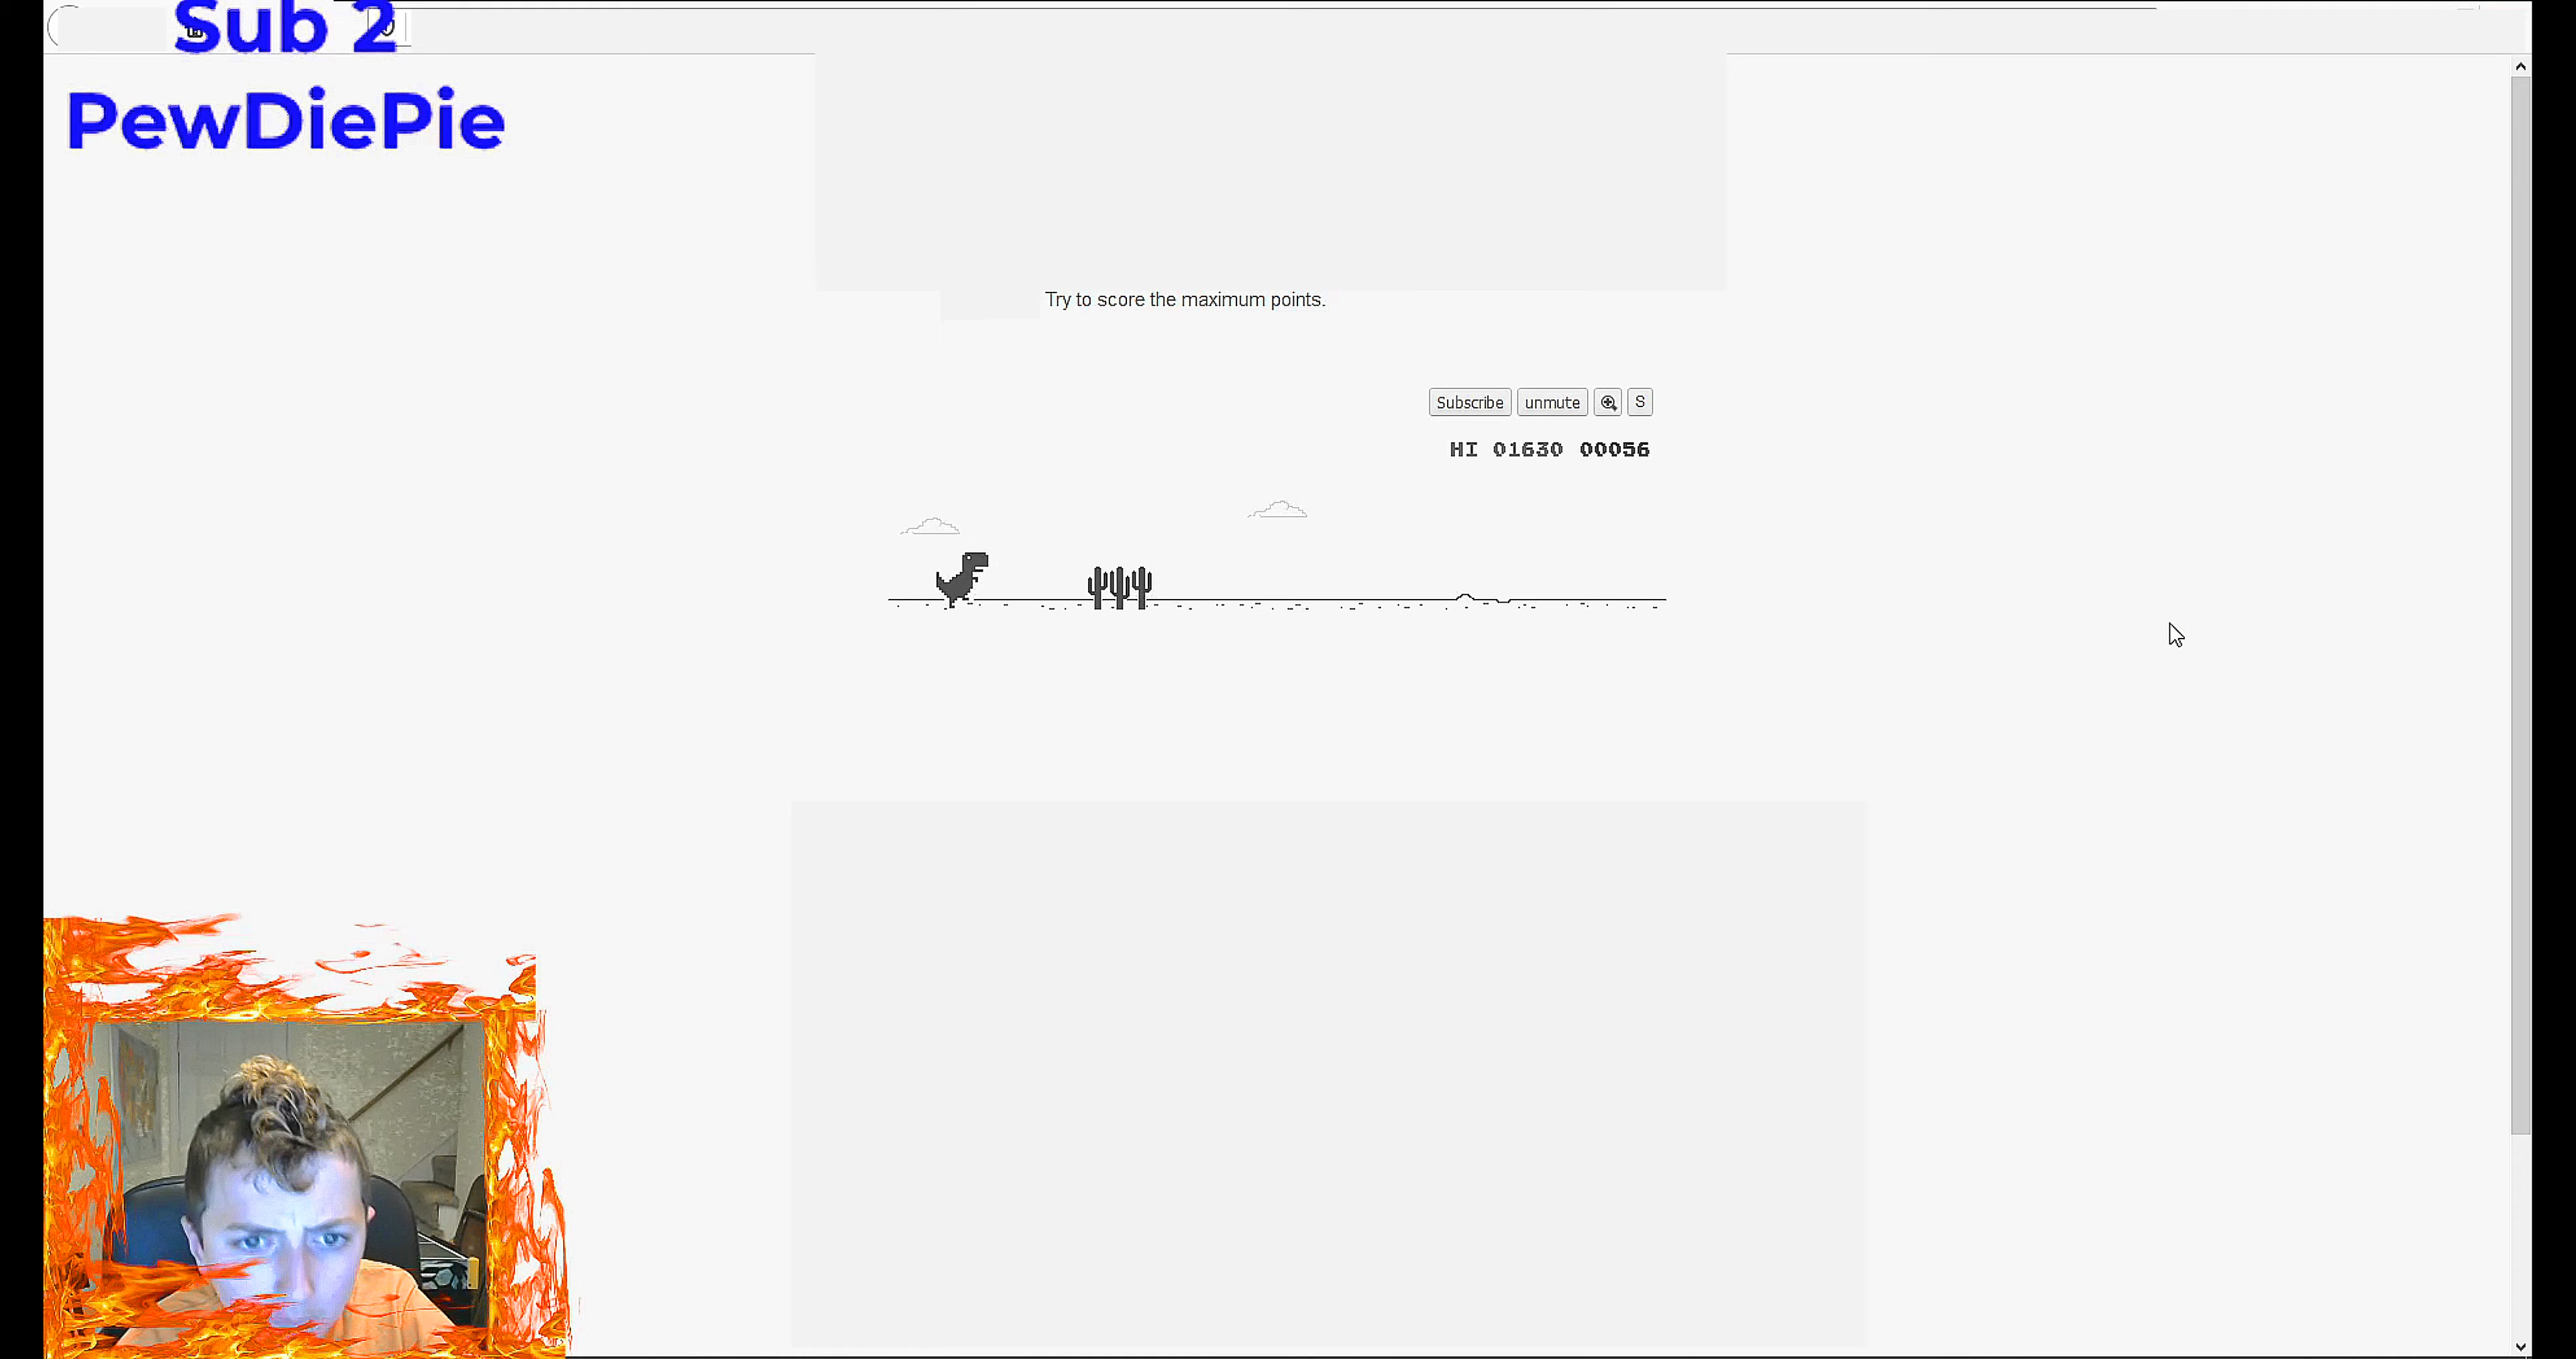 Sub 2
PewDiePie
Try to score the maximum points.
Subscribe unmute S
HI 01630 00056